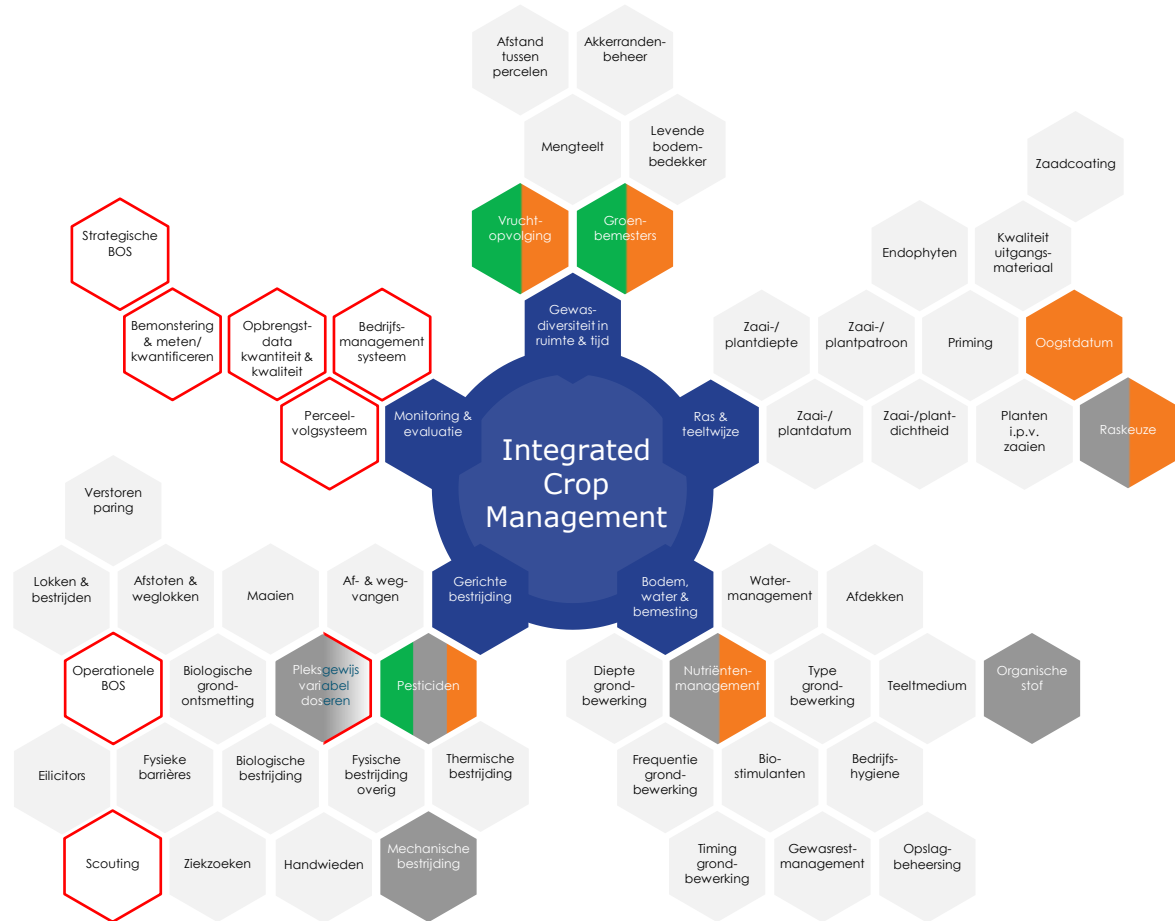 Afstand
tussen
percelen
Akkerranden-
beheer
Mengteelt
Levende
bodem-
bedekker
Zaadcoating
Vrucht-
opvolging
Groen-
bemesters
Strategische
BOS
Endophyten
Kwaliteit
uitgangs-
materiaal
Bemonstering
& meten/
kwantificeren
Opbrengst-
data
kwantiteit &
kwaliteit
Bedrijfs-
management
systeem
Gewas-
diversiteit in
ruimte & tijd
Zaai-/
plantdiepte
Zaai-/
plantpatroon
Priming
Oogstdatum
Perceel-
volgsysteem
Monitoring &
evaluatie
Ras &
teeltwijze
Zaai-/
plantdatum
Zaai-/plant-
dichtheid
Planten
i.p.v.
zaaien
Raskeuze
Integrated
Crop
Management
Verstoren
paring
Lokken &
bestrijden
Afstoten &
weglokken
Maaien
Af- & weg-
vangen
Gerichte
bestrijding
Bodem,
water &
bemesting
Water-
management
Afdekken
Operationele
BOS
Biologische
grond-
ontsmetting
Pleksgewijs
variabel
doseren
Pesticiden
Diepte
grond-
bewerking
Nutriënten-
management
Type
grond-
bewerking
Teeltmedium
Organische
stof
Eilicitors
Fysieke
barrières
Biologische
bestrijding
Fysische
bestrijding
overig
Thermische
bestrijding
Frequentie
grond-
bewerking
Bio-
stimulanten
Bedrijfs-
hygiene
Scouting
Ziekzoeken
Handwieden
Mechanische
bestrijding
Timing
grond-
bewerking
Gewasrest-
management
Opslag-
beheersing